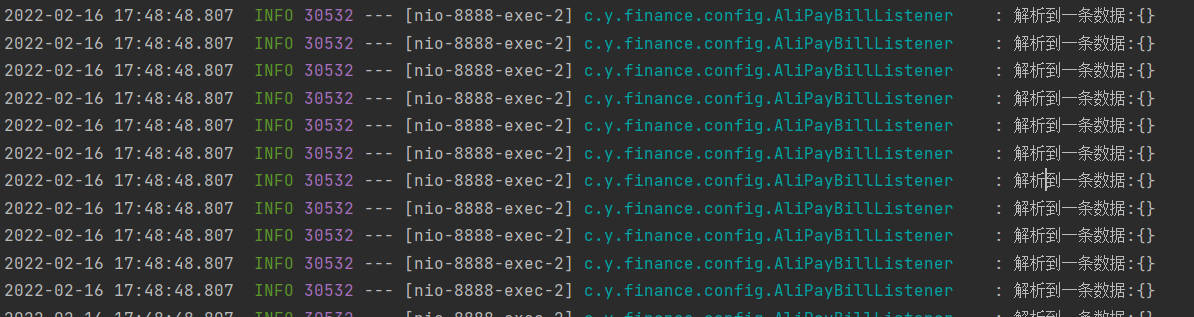 2022-02-16 17:48:48.807  INFO 30532 --- [nio-8888-exec-2] c.y.finance.config.AliPayBillListener    : 解析到一条数据:{}
2022-02-16 17:48:48.807  INFO 30532 --- [nio-8888-exec-2] c.y.finance.config.AliPayBillListener    : 解析到一条数据:{}
2022-02-16 17:48:48.807  INFO 30532 --- [nio-8888-exec-2] c.y.finance.config.AliPayBillListener    : 解析到一条数据:{}
2022-02-16 17:48:48.807  INFO 30532 --- [nio-8888-exec-2] c.y.finance.config.AliPayBillListener    : 解析到一条数据:{}
2022-02-16 17:48:48.807  INFO 30532 --- [nio-8888-exec-2] c.y.finance.config.AliPayBillListener    : 解析到一条数据:{}
2022-02-16 17:48:48.807  INFO 30532 --- [nio-8888-exec-2] c.y.finance.config.AliPayBillListener    : 解析到一条数据:{}
2022-02-16 17:48:48.807  INFO 30532 --- [nio-8888-exec-2] c.y.finance.config.AliPayBillListener    : 解析到一条数据:{}
2022-02-16 17:48:48.807  INFO 30532 --- [nio-8888-exec-2] c.y.finance.config.AliPayBillListener    : 解析到一条数据:{}
2022-02-16 17:48:48.807  INFO 30532 --- [nio-8888-exec-2] c.y.finance.config.AliPayBillListener    : 解析到一条数据:{}
2022-02-16 17:48:48.807  INFO 30532 --- [nio-8888-exec-2] c.y.finance.config.AliPayBillListener    : 解析到一条数据:{}
2022-02-16 17:48:48.807  INFO 30532 --- [nio-8888-exec-2] c.y.finance.config.AliPayBillListener    : 解析到一条数据:{}